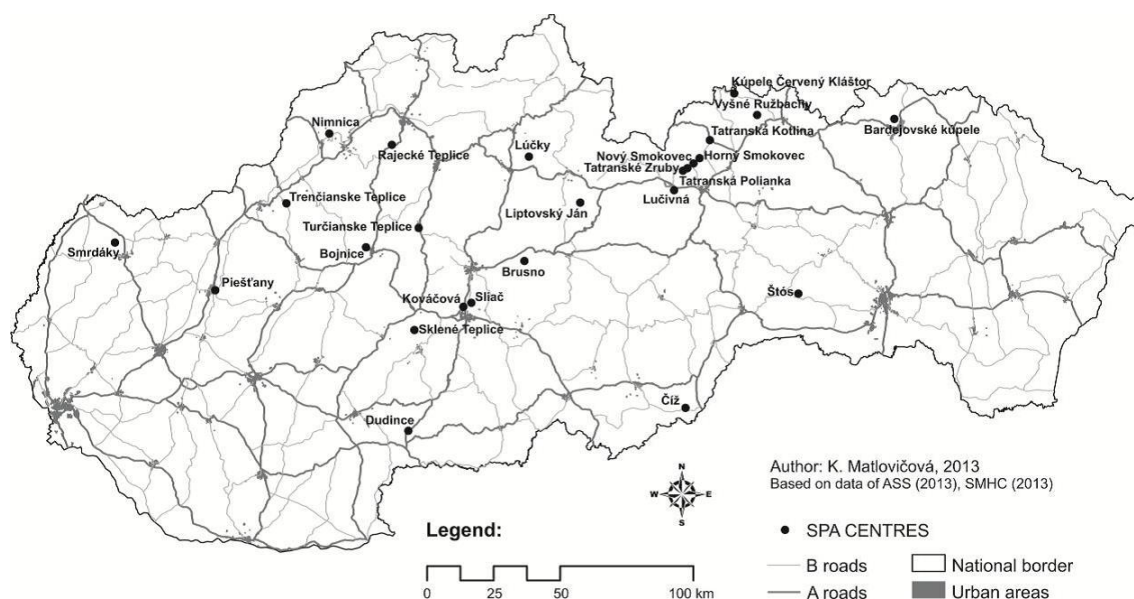 Kúpele Červený Kláštor
Vyšné Ružbachy
Nimnica
Bardejovské kúpele
Tatranská Kotlina
Rajecké Teplice
Lúčky
Nový Smokovec
Horný Smokovec
Tatranské Zruby
Tatranská Polianka
Lučivná
Trenčianske Teplice
Liptovský Ján
Turčianske Teplice
Smrdáky
Bojnice
Brusno
Piešťany
Štós
Kováčová
Sliač
Sklené Teplice
Číž
Dudince
N
W
E
S
Author: K. Matlovičová, 2013
Based on data of ASS (2013), SMHC (2013)
Legend:
SPA CENTRES
B roads
National border
A roads
Urban areas
0 25 50 100 km